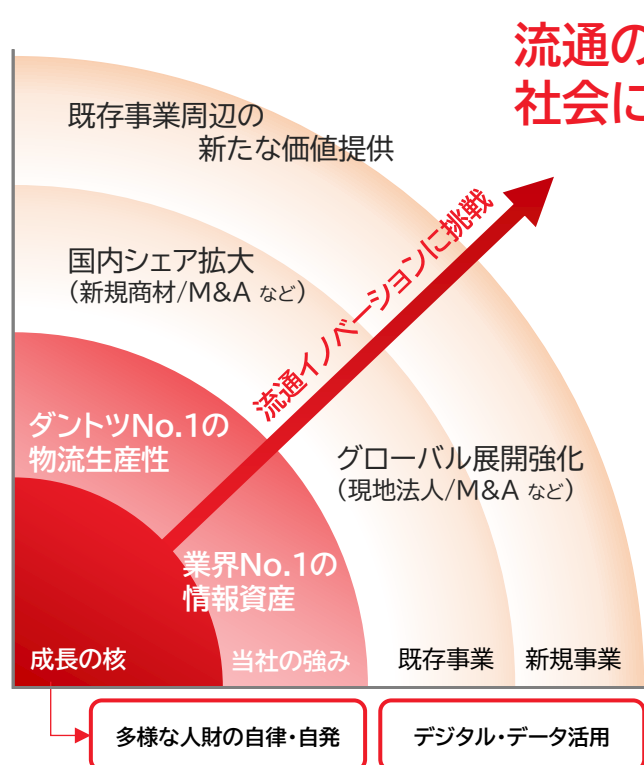 流通の
社会に
既存事業周辺の
新たな価値提供
国内シェア拡大
（新規商材/M&A など）
流通イノベーションに挑戦
ダントツNo.1の
物流生産性
グローバル展開強化
（現地法人/M&A など）
業界No.1の
情報資産
成長の核
当社の強み
既存事業
新規事業
多様な人財の自律・自発
デジタル・データ活用